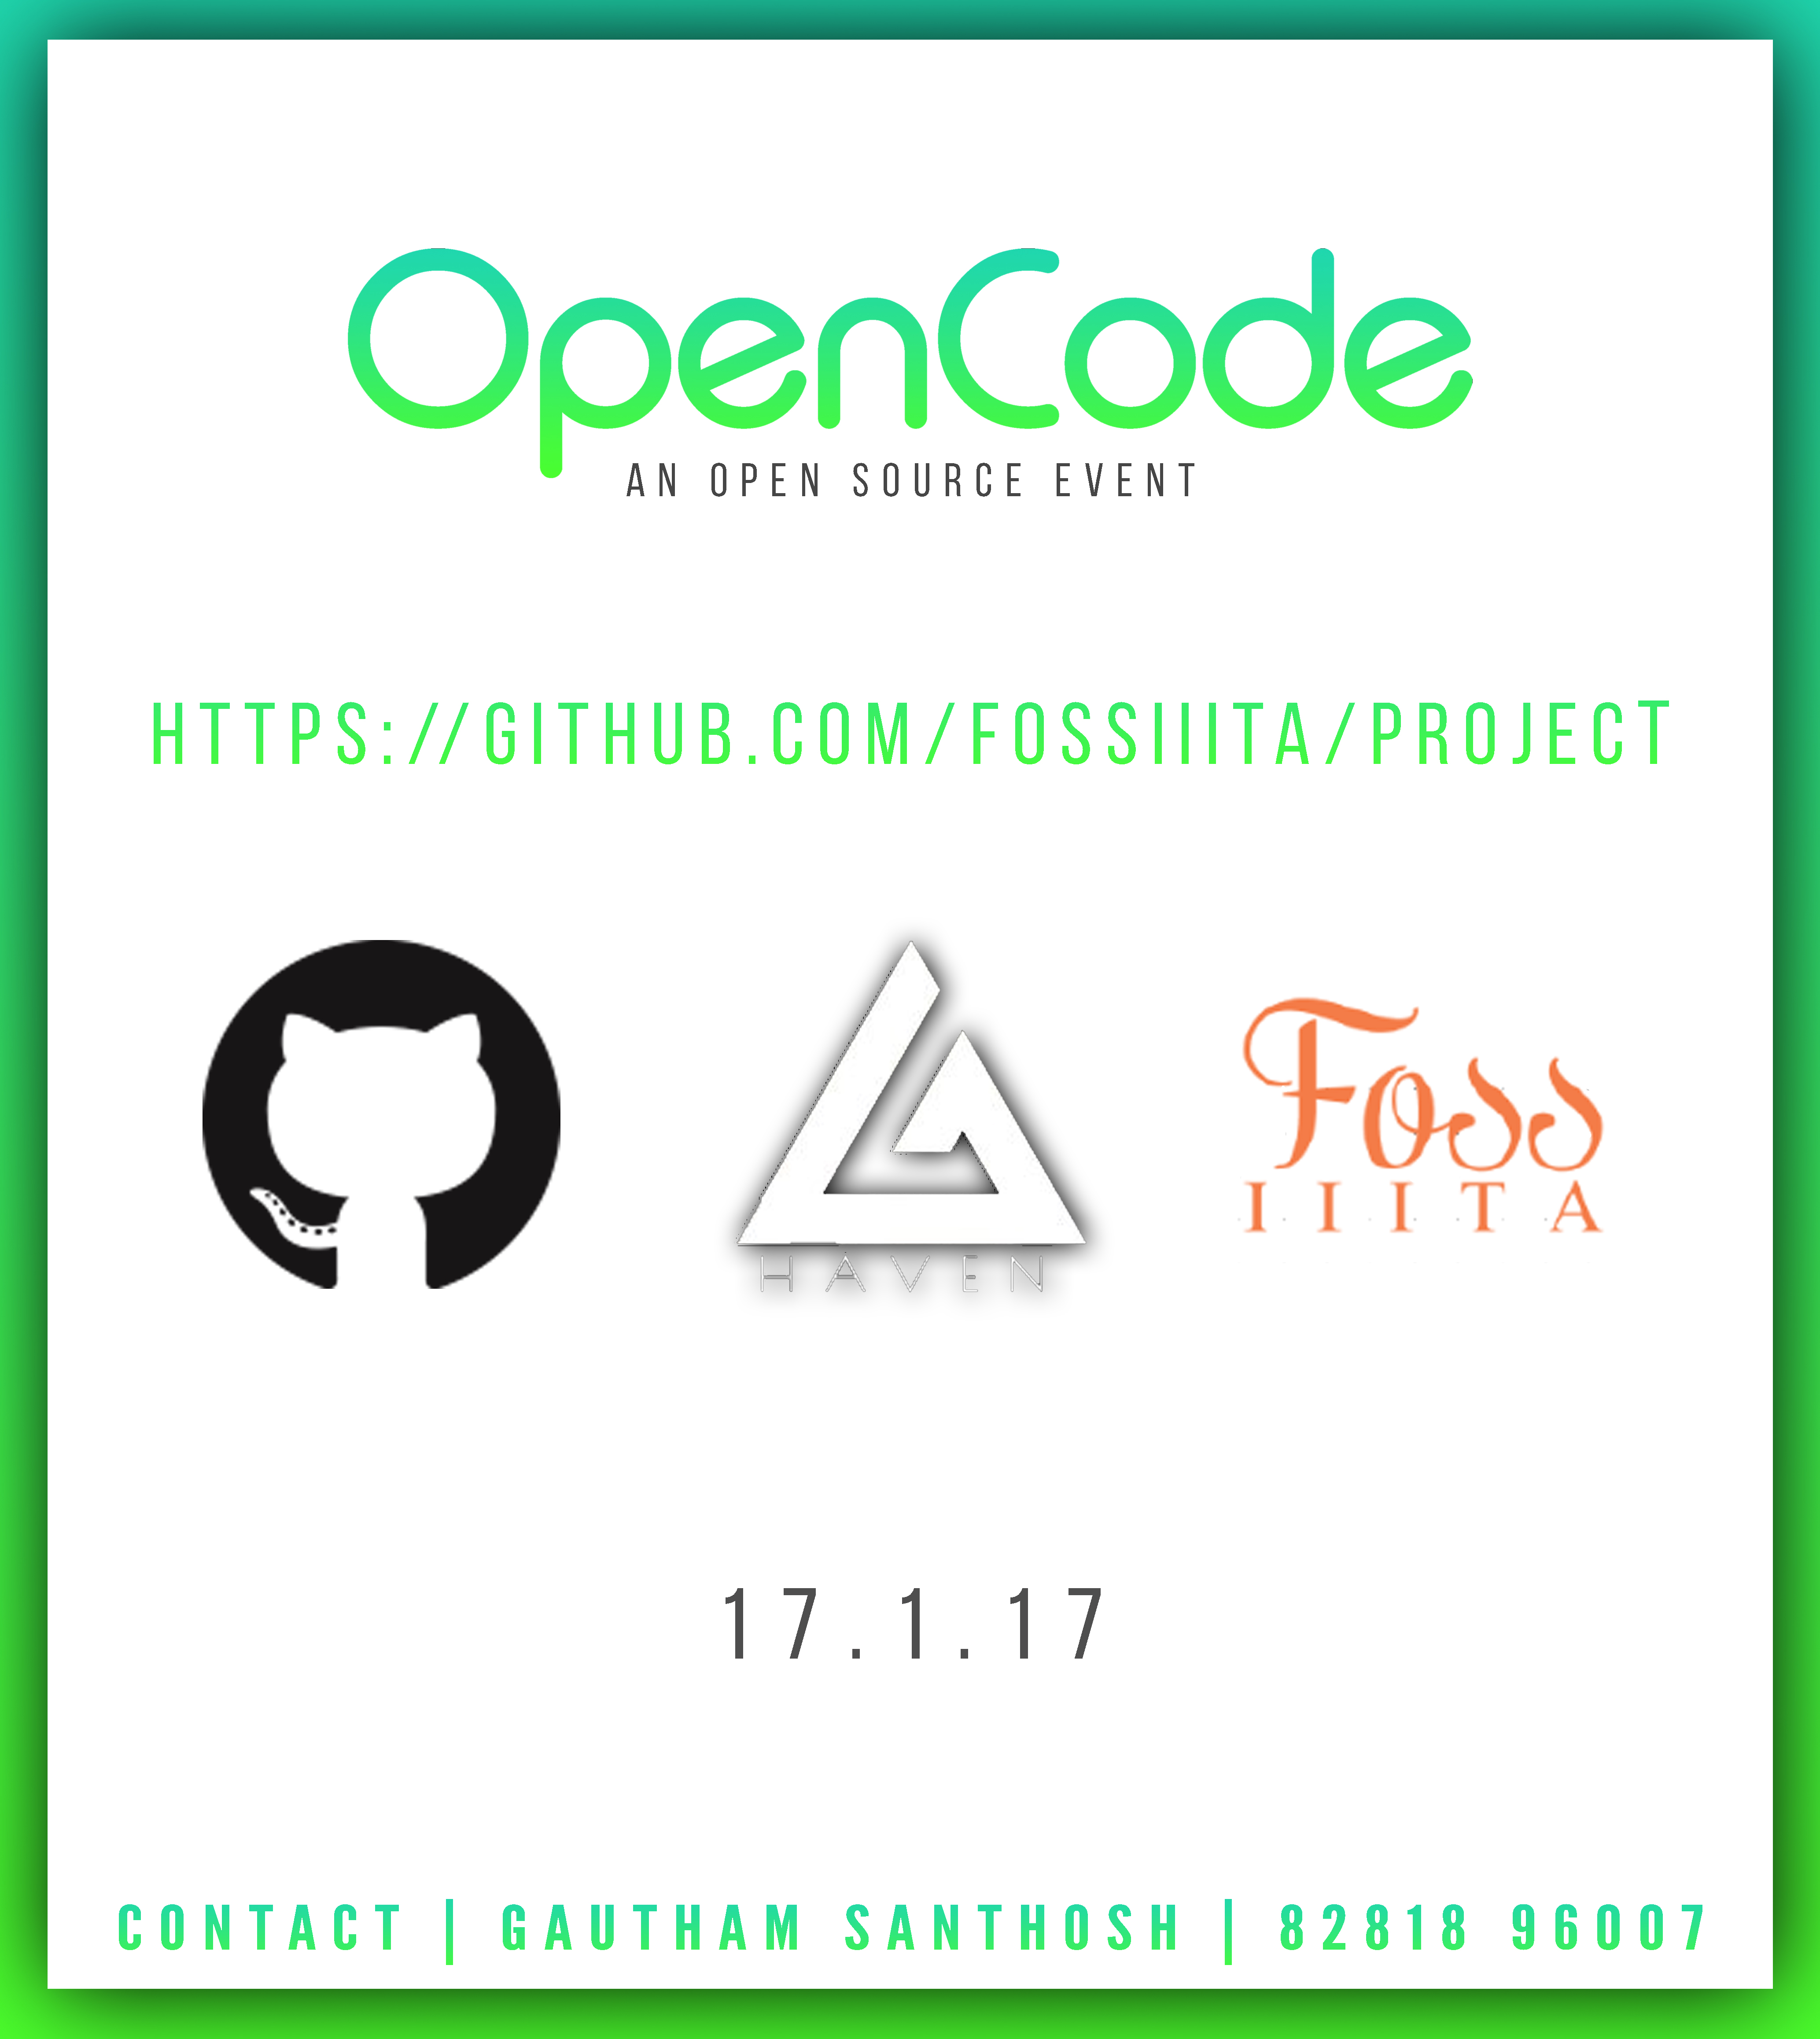 OpenCode
AN OPEN SOURCE EVENT
HTTPS://GITHUB.COM/FOSSIIITA/PROJECT
HAVEN
Foss
IIITA
17.1.17
CONTACT | GAUTHAM SANTHOSH | 82818 96007